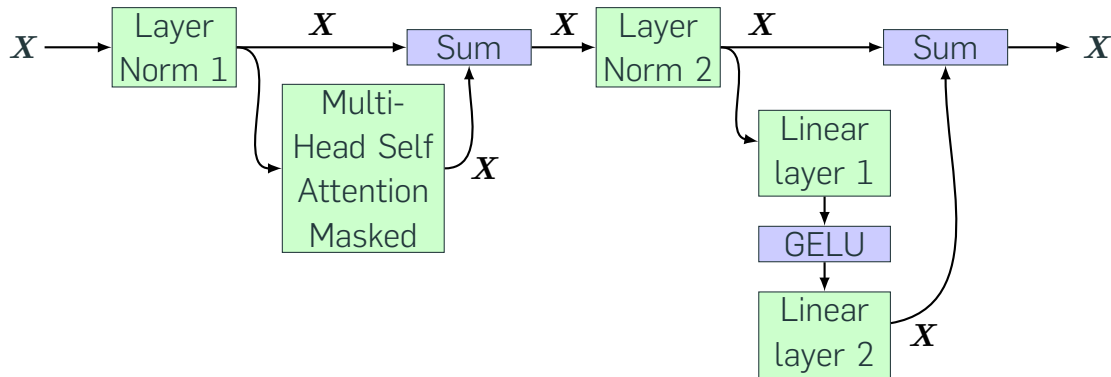 X
Layer
Norm 1
X
Sum
X
Layer
Norm 2
X
Sum
X
Multi-
Head Self
Attention
Masked
X
Linear
layer 1
GELU
Linear
layer 2
X